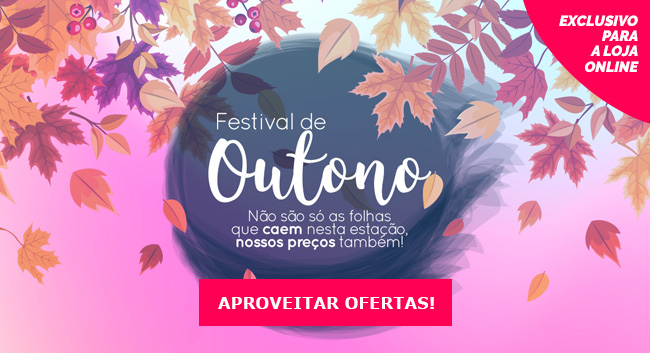 EXCLUSIVO
PARA
A LOJA
ONLINE
Festival de
Outono
Não são só as folhas
que caem nesta estação,
nossos preços também!
APROVEITAR OFERTAS!